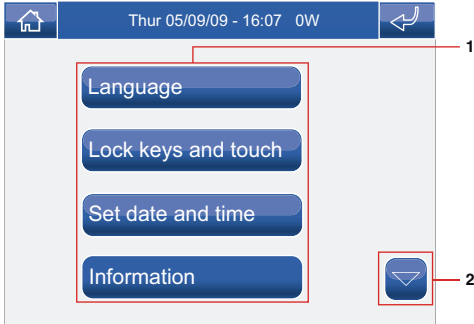 Thur 05/09/09 - 16:07 0W
1
Language
Lock keys and touch
Set date and time
Information
2